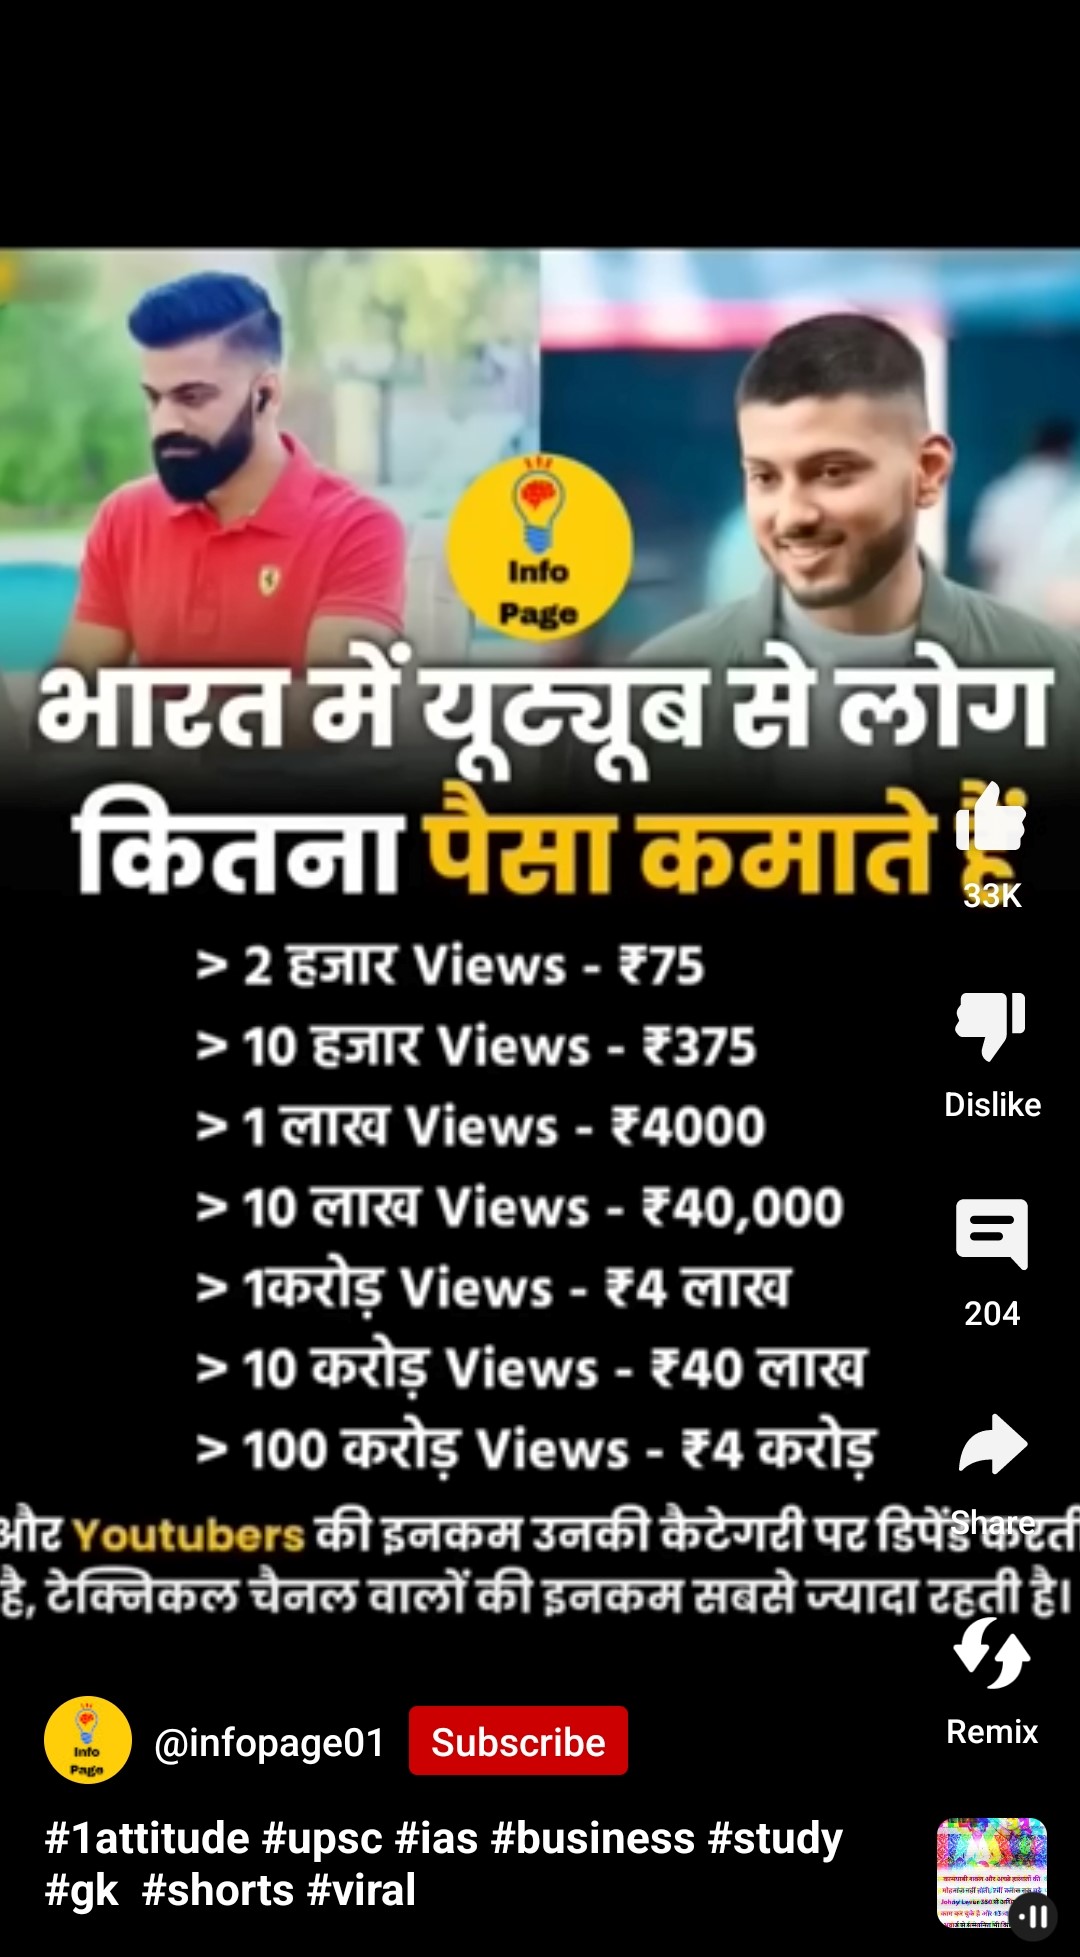 Info
Page
भारत में यूट्यूब से लोग
कितना पैसा कमाते हैं
> 2 हजार Views - ₹75
> 10 हजार Views - ₹375
> 1 लाख Views - ₹4000
> 10 लाख Views - ₹40,000
> 1करोड़ Views - ₹4 लाख
> 10 करोड़ Views - ₹40 लाख
> 100 करोड़ Views - ₹4 करोड़
और Youtubers की इनकम उनकी कैटेगरी पर डिपेंड करती
है, टेक्निकल चैनल वालों की इनकम सबसे ज्यादा रहती है।
33K
Dislike
204
Share
Remix
Info
Page
@infopage01 Subscribe
#1attitude #upsc #ias #business #study
#gk #shorts #viral